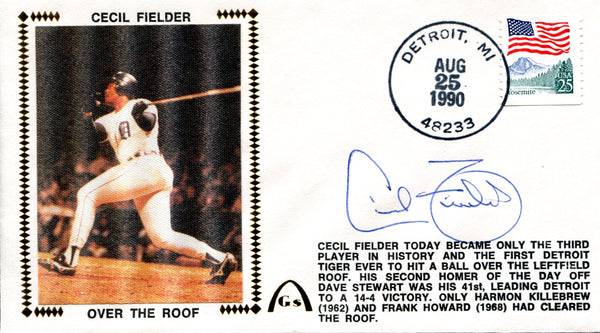 CECIL FIELDER
OVER THE ROOF
DETROIT, MI
AUG
25
1990
48233
USA
25
Yosemite
Cecil Fielder
Gs
CECIL FIELDER TODAY BECAME ONLY THE THIRD
PLAYER IN HISTORY AND THE FIRST DETROIT
TIGER EVER TO HIT A BALL OVER THE LEFTFIELD
ROOF. HIS SECOND HOMER OF THE DAY OFF
DAVE STEWART WAS HIS 41st, LEADING DETROIT
TO A 14-4 VICTORY. ONLY HARMON KILLEBREW
(1962) AND FRANK HOWARD (1968) HAD CLEARED
THE ROOF.